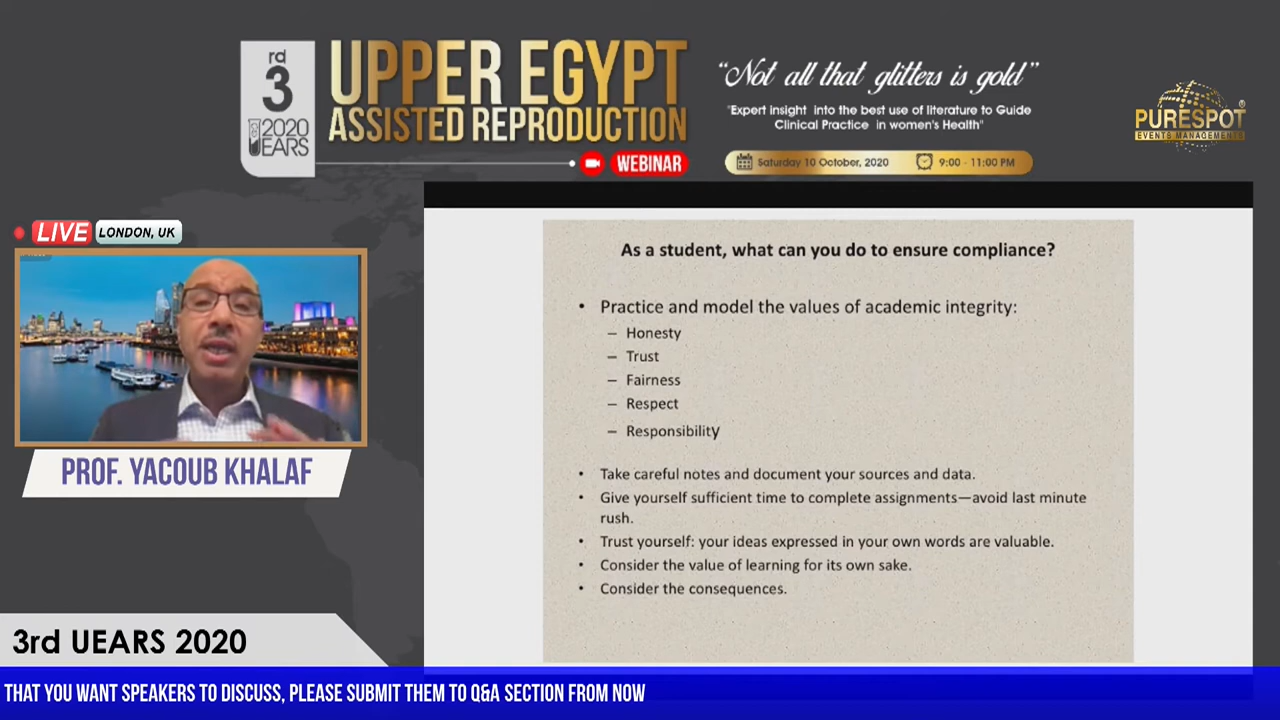 rd
3
2020
UEARS
UPPER EGYPT
ASSISTED REPRODUCTION
WEBINAR
“Not all that glitters is gold”
"Expert insight into the best use of literature to Guide
Clinical Practice in women's Health"
Saturday 10 October, 2020
9:00 - 11:00 PM
PURESPOT®
EVENTS MANAGEMENT
LIVE
LONDON, UK
PROF. YACOUB KHALAF
As a student, what can you do to ensure compliance?
• Practice and model the values of academic integrity:
– Honesty
– Trust
– Fairness
– Respect
– Responsibility
• Take careful notes and document your sources and data.
• Give yourself sufficient time to complete assignments—avoid last minute
rush.
• Trust yourself: your ideas expressed in your own words are valuable.
• Consider the value of learning for its own sake.
• Consider the consequences.
3rd UEARS 2020
THAT YOU WANT SPEAKERS TO DISCUSS, PLEASE SUBMIT THEM TO Q&A SECTION FROM NOW